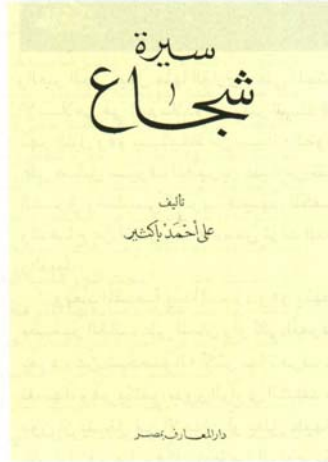 سيرة
شجاع
تأليف
علي أحمد باكثير
دار المعارف بمصر